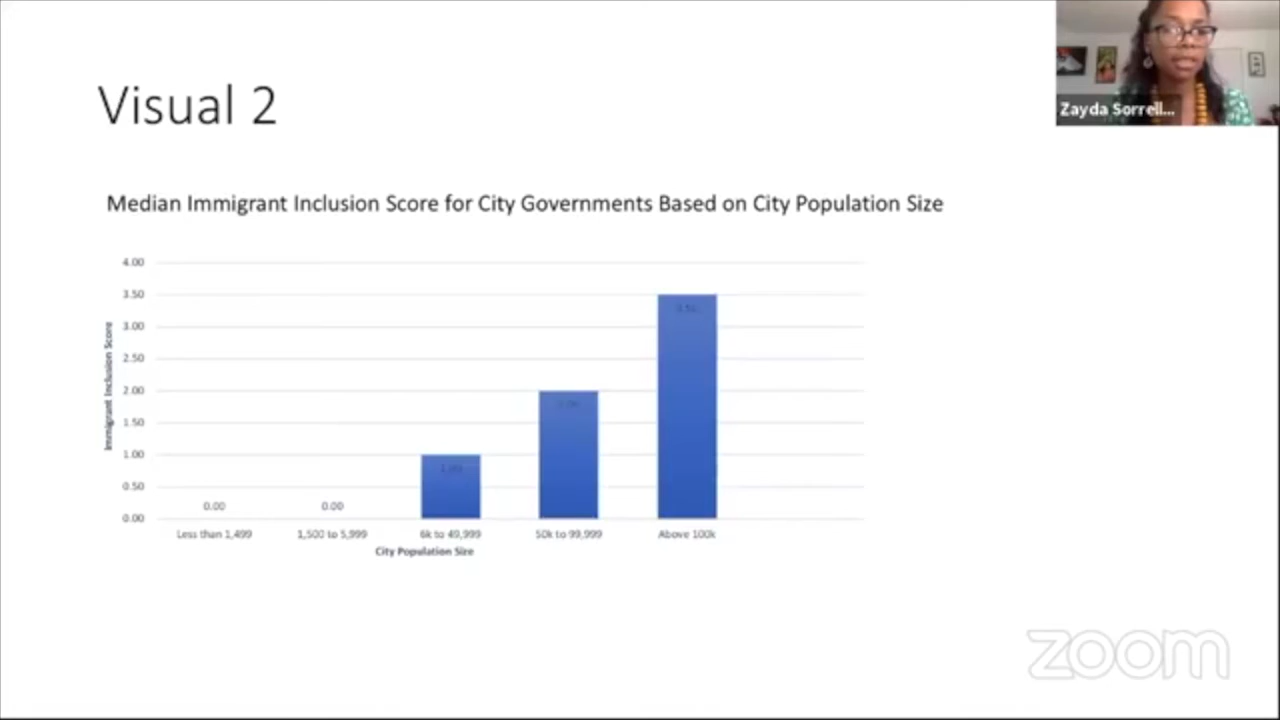 Visual 2
Zayda Sorrell...
Median Immigrant Inclusion Score for City Governments Based on City Population Size
4.00
3.50
3.00
2.50
2.00
1.50
1.00
0.50
0.00
Immigrant Inclusion Score
0.00
0.00
1.00
Less than 1,499
1,500 to 5,999
6k to 49,999
50k to 99,999
Above 100k
City Population Size
zoom